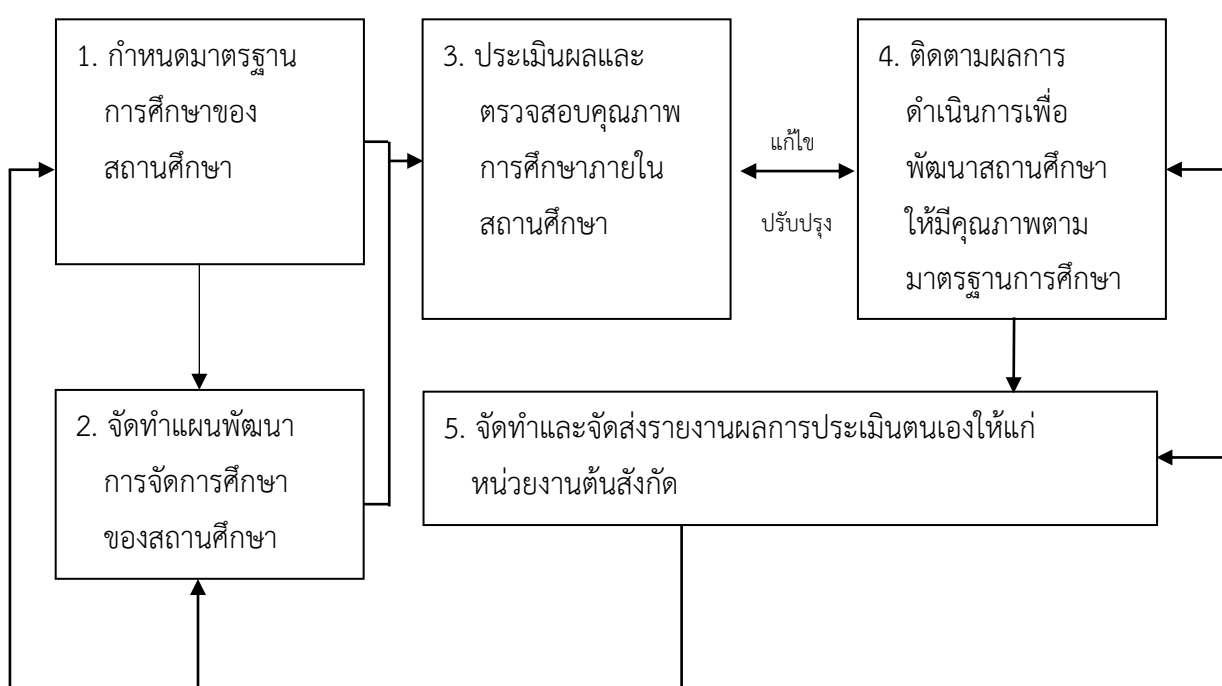 1. กำหนดมาตรฐาน
การศึกษาของ
สถานศึกษา
2. จัดทำแผนพัฒนา
การจัดการศึกษา
ของสถานศึกษา
3. ประเมินผลและ
ตรวจสอบคุณภาพ
การศึกษาภายใน
สถานศึกษา
แก้ไข
ปรับปรุง
4. ติดตามผลการ
ดำเนินการเพื่อ
พัฒนาสถานศึกษา
ให้มีคุณภาพตาม
มาตรฐานการศึกษา
5. จัดทำและจัดส่งรายงานผลการประเมินตนเองให้แก่
หน่วยงานต้นสังกัด